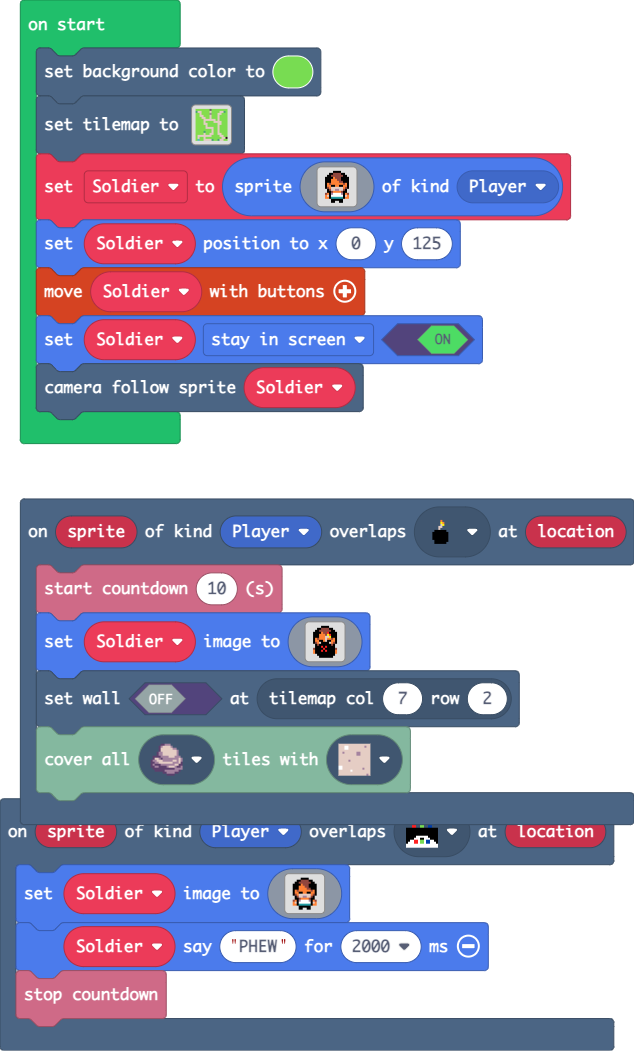 on start
set background color to
set tilemap to
set Soldier to sprite of kind Player
set Soldier position to x 0 y 125
move Soldier with buttons
set Soldier stay in screen ON
camera follow sprite Soldier
on sprite of kind Player overlaps at location
start countdown 10 (s)
set Soldier image to
set wall OFF at tilemap col 7 row 2
cover all tiles with
on sprite of kind Player overlaps at location
set Soldier image to
Soldier say "PHEW" for 2000 ms
stop countdown